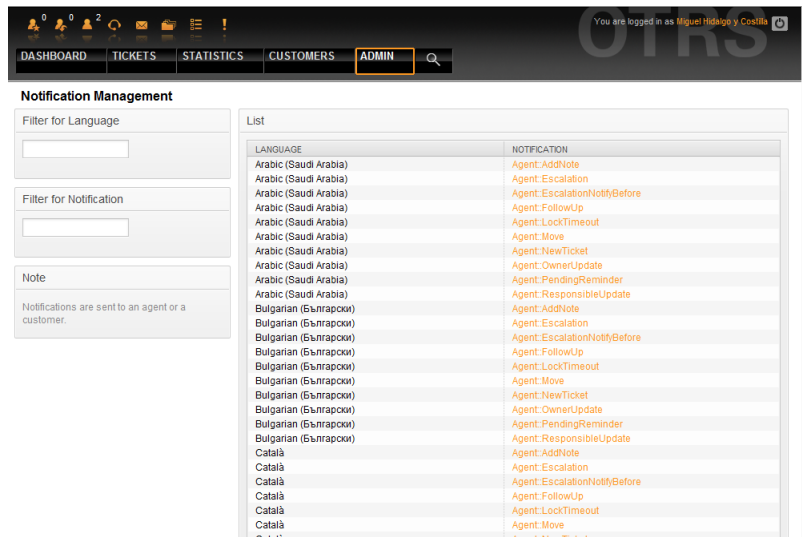 0 0 2
You are logged in as Miguel Hidalgo y Costilla
OTRS
DASHBOARD TICKETS STATISTICS CUSTOMERS ADMIN
Notification Management
Filter for Language
Filter for Notification
Note
Notifications are sent to an agent or a
customer.
List
LANGUAGE NOTIFICATION
Arabic (Saudi Arabia) Agent::AddNote
Arabic (Saudi Arabia) Agent::Escalation
Arabic (Saudi Arabia) Agent::EscalationNotifyBefore
Arabic (Saudi Arabia) Agent::FollowUp
Arabic (Saudi Arabia) Agent::LockTimeout
Arabic (Saudi Arabia) Agent::Move
Arabic (Saudi Arabia) Agent::NewTicket
Arabic (Saudi Arabia) Agent::OwnerUpdate
Arabic (Saudi Arabia) Agent::PendingReminder
Arabic (Saudi Arabia) Agent::ResponsibleUpdate
Bulgarian (Български) Agent::AddNote
Bulgarian (Български) Agent::Escalation
Bulgarian (Български) Agent::EscalationNotifyBefore
Bulgarian (Български) Agent::FollowUp
Bulgarian (Български) Agent::LockTimeout
Bulgarian (Български) Agent::Move
Bulgarian (Български) Agent::NewTicket
Bulgarian (Български) Agent::OwnerUpdate
Bulgarian (Български) Agent::PendingReminder
Bulgarian (Български) Agent::ResponsibleUpdate
Català Agent::AddNote
Català Agent::Escalation
Català Agent::EscalationNotifyBefore
Català Agent::FollowUp
Català Agent::LockTimeout
Català Agent::Move